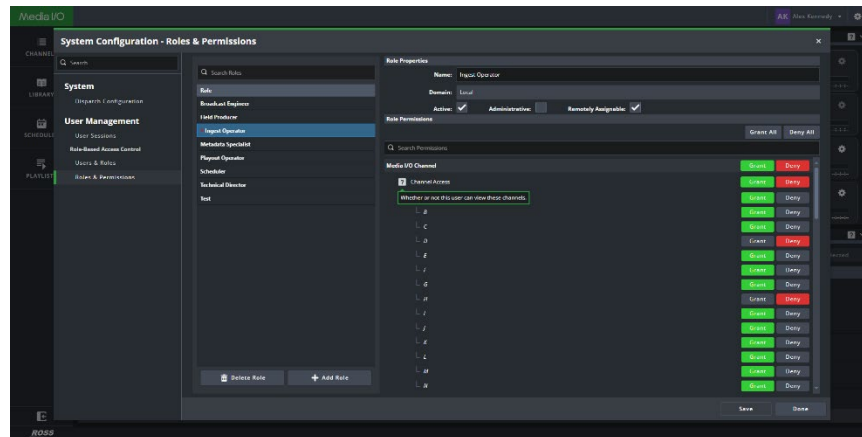 Media I/O
AK Alex Kennedy
System Configuration - Roles & Permissions
×
CHANNEL
LIBRARY
SCHEDULE
PLAYLIST
Search
System
Dispatch Configuration
User Management
User Sessions
Role-Based Access Control
Users & Roles
Roles & Permissions
Search Roles
Role
Broadcast Engineer
Field Producer
Ingest Operator
Metadata Specialist
Playout Operator
Scheduler
Technical Director
Test
Delete Role
Add Role
Role Properties
Name: Ingest Operator
Domain: Local
Active: Administrative: Remotely Assignable:
Role Permissions
Grant All Deny All
Search Permissions
Media I/O Channel Grant Deny
? Channel Access Grant Deny
Whether or not this user can view these channels. Grant Deny
B Grant Deny
C Grant Deny
D Grant Deny
E Grant Deny
Grant Deny
G Grant Deny
H Grant Deny
I Grant Deny
J Grant Deny
K Grant Deny
L Grant Deny
M Grant Deny
N Grant Deny
Save Done
ROSS